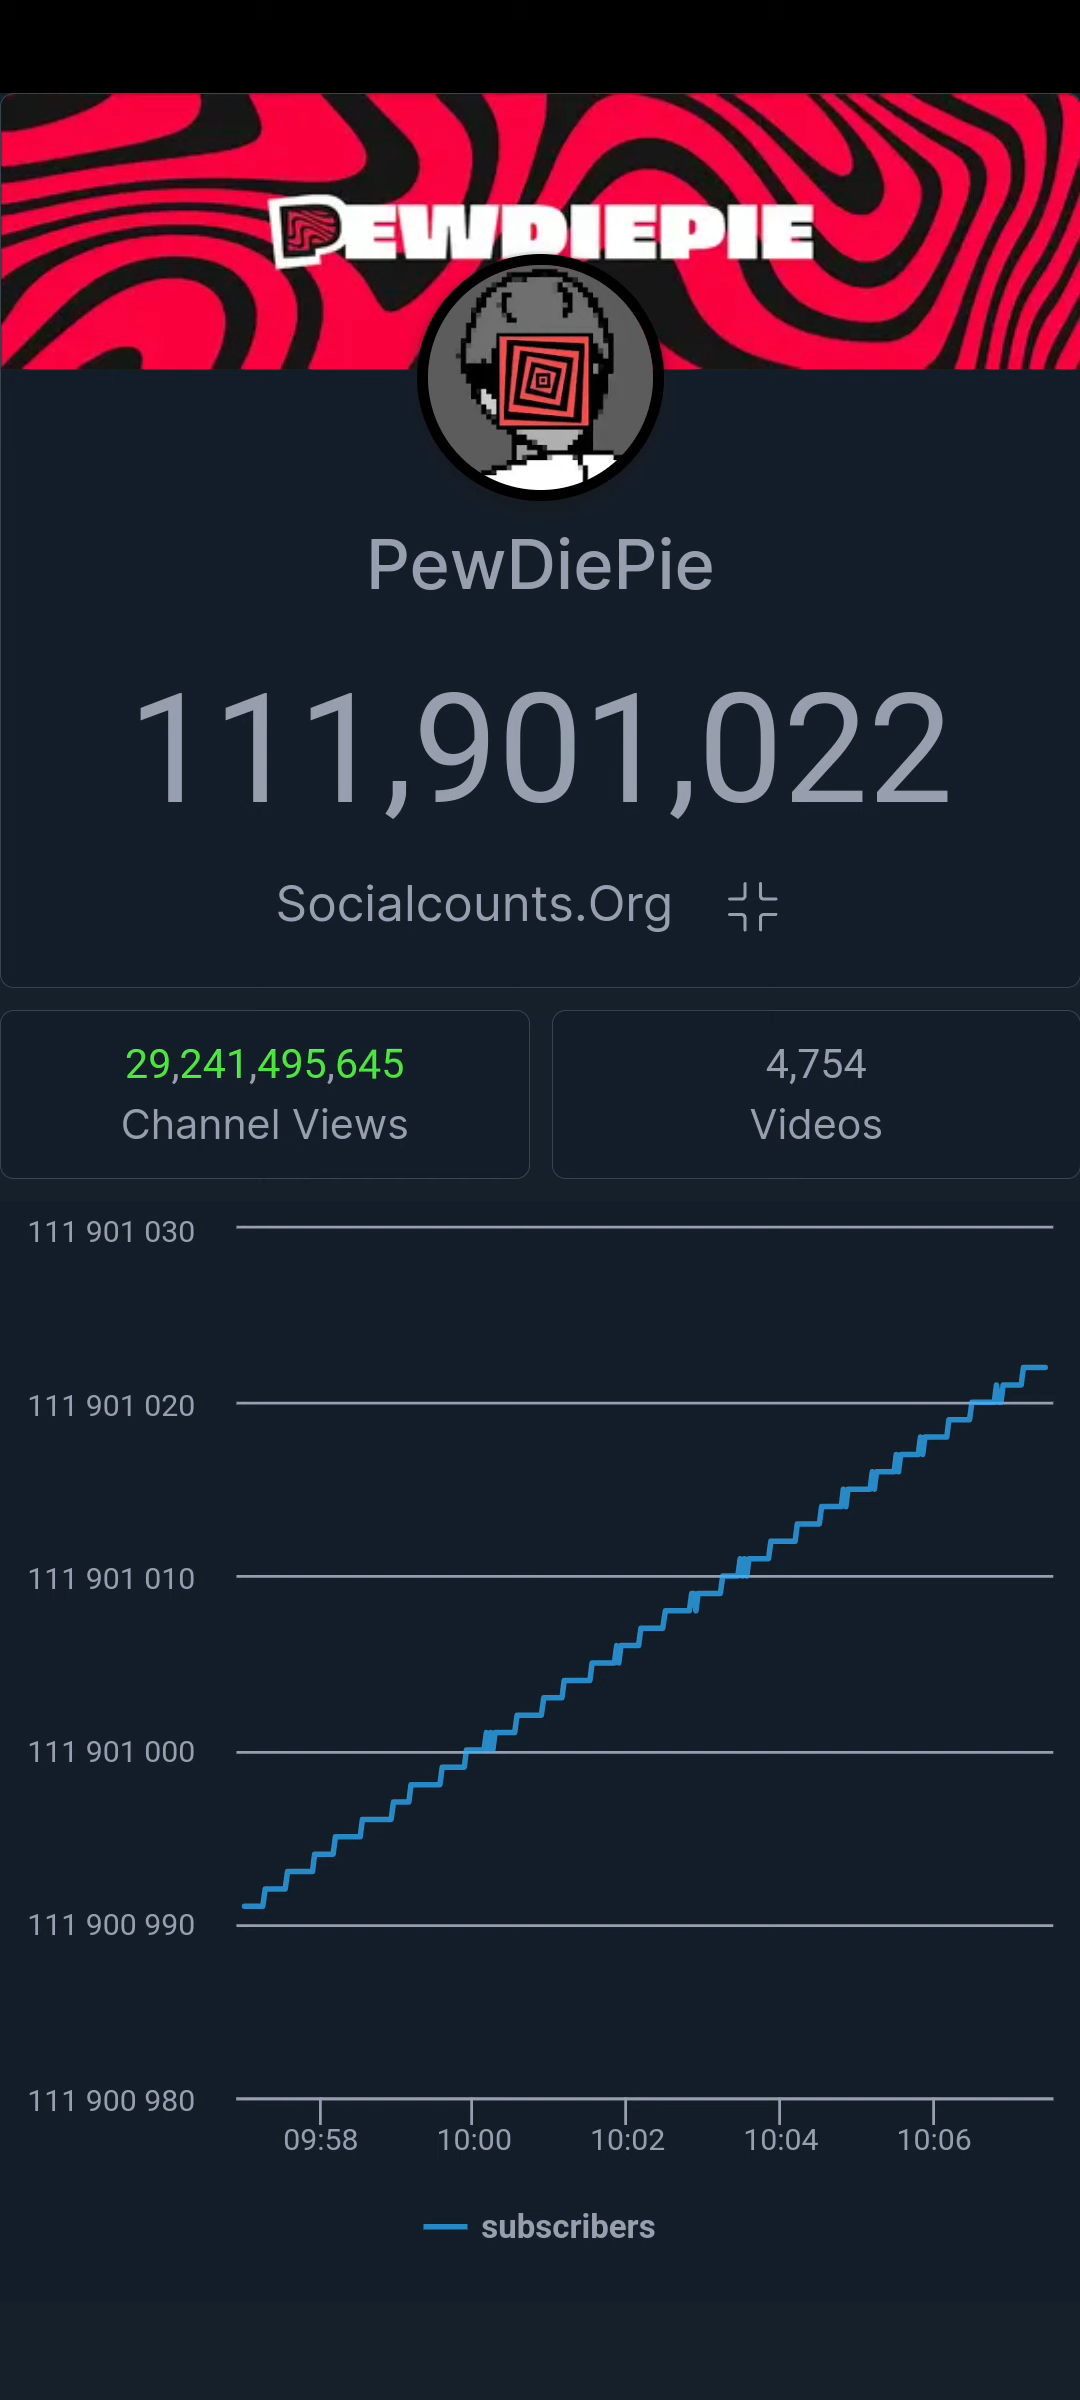 PEWDIEPIE
PewDiePie
111,901,022
Socialcounts.Org
29,241,495,645
Channel Views
4,754
Videos
111 901 030
111 901 020
111 901 010
111 901 000
111 900 990
111 900 980
09:58 10:00 10:02 10:04 10:06
subscribers